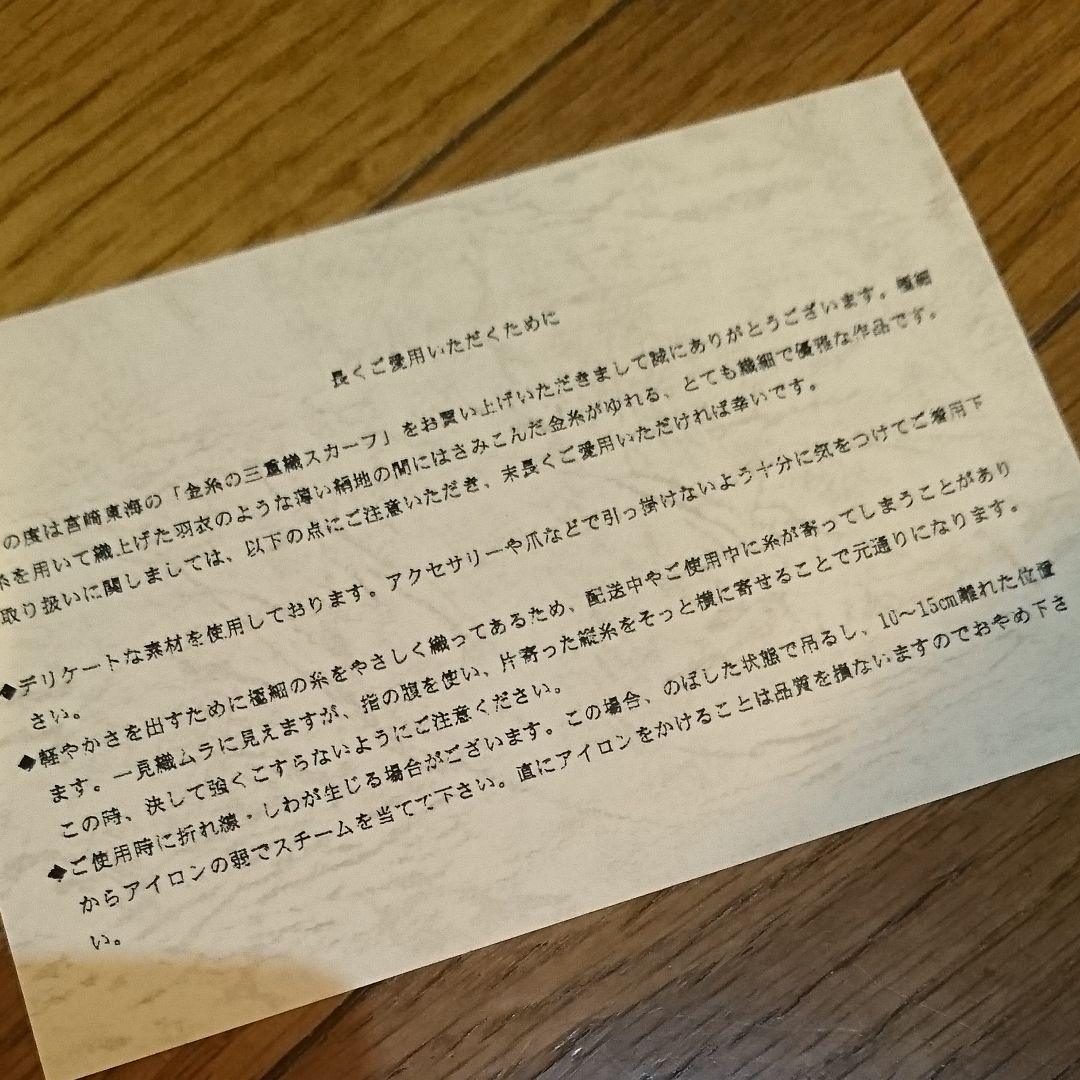 長くご愛用いただくために
の度は宮崎東海の「金糸の三重織スカーフ」をお買い上げいただきまして誠にありがとうございます。極細
糸を用いて織上げた羽衣のような薄い絹地の間にはさみこんだ金糸がゆれる、とても繊細で優雅な作品です。
取り扱いに関しましては、以下の点にご注意いただき、末長くご愛用いただければ幸いです。
◆デリケートな素材を使用しております。アクセサリーや爪などで引っ掛けないよう十分に気をつけてご着用下
さい。
◆軽やかさを出すために極細の糸をやさしく織ってあるため、配送中やご使用中に糸が寄ってしまうことがあり
ます。一見織ムラに見えますが、指の腹を使い、片寄った縦糸をそっと横に寄せることで元通りになります。
この時、決して強くこすらないようにご注意ください。
◆ご使用時に折れ線・しわが生じる場合がございます。この場合、のばした状態で吊るし、10～15cm離れた位置
からアイロンの弱でスチームを当てて下さい。直にアイロンをかけることは品質を損ないますのでおやめ下さ
い。